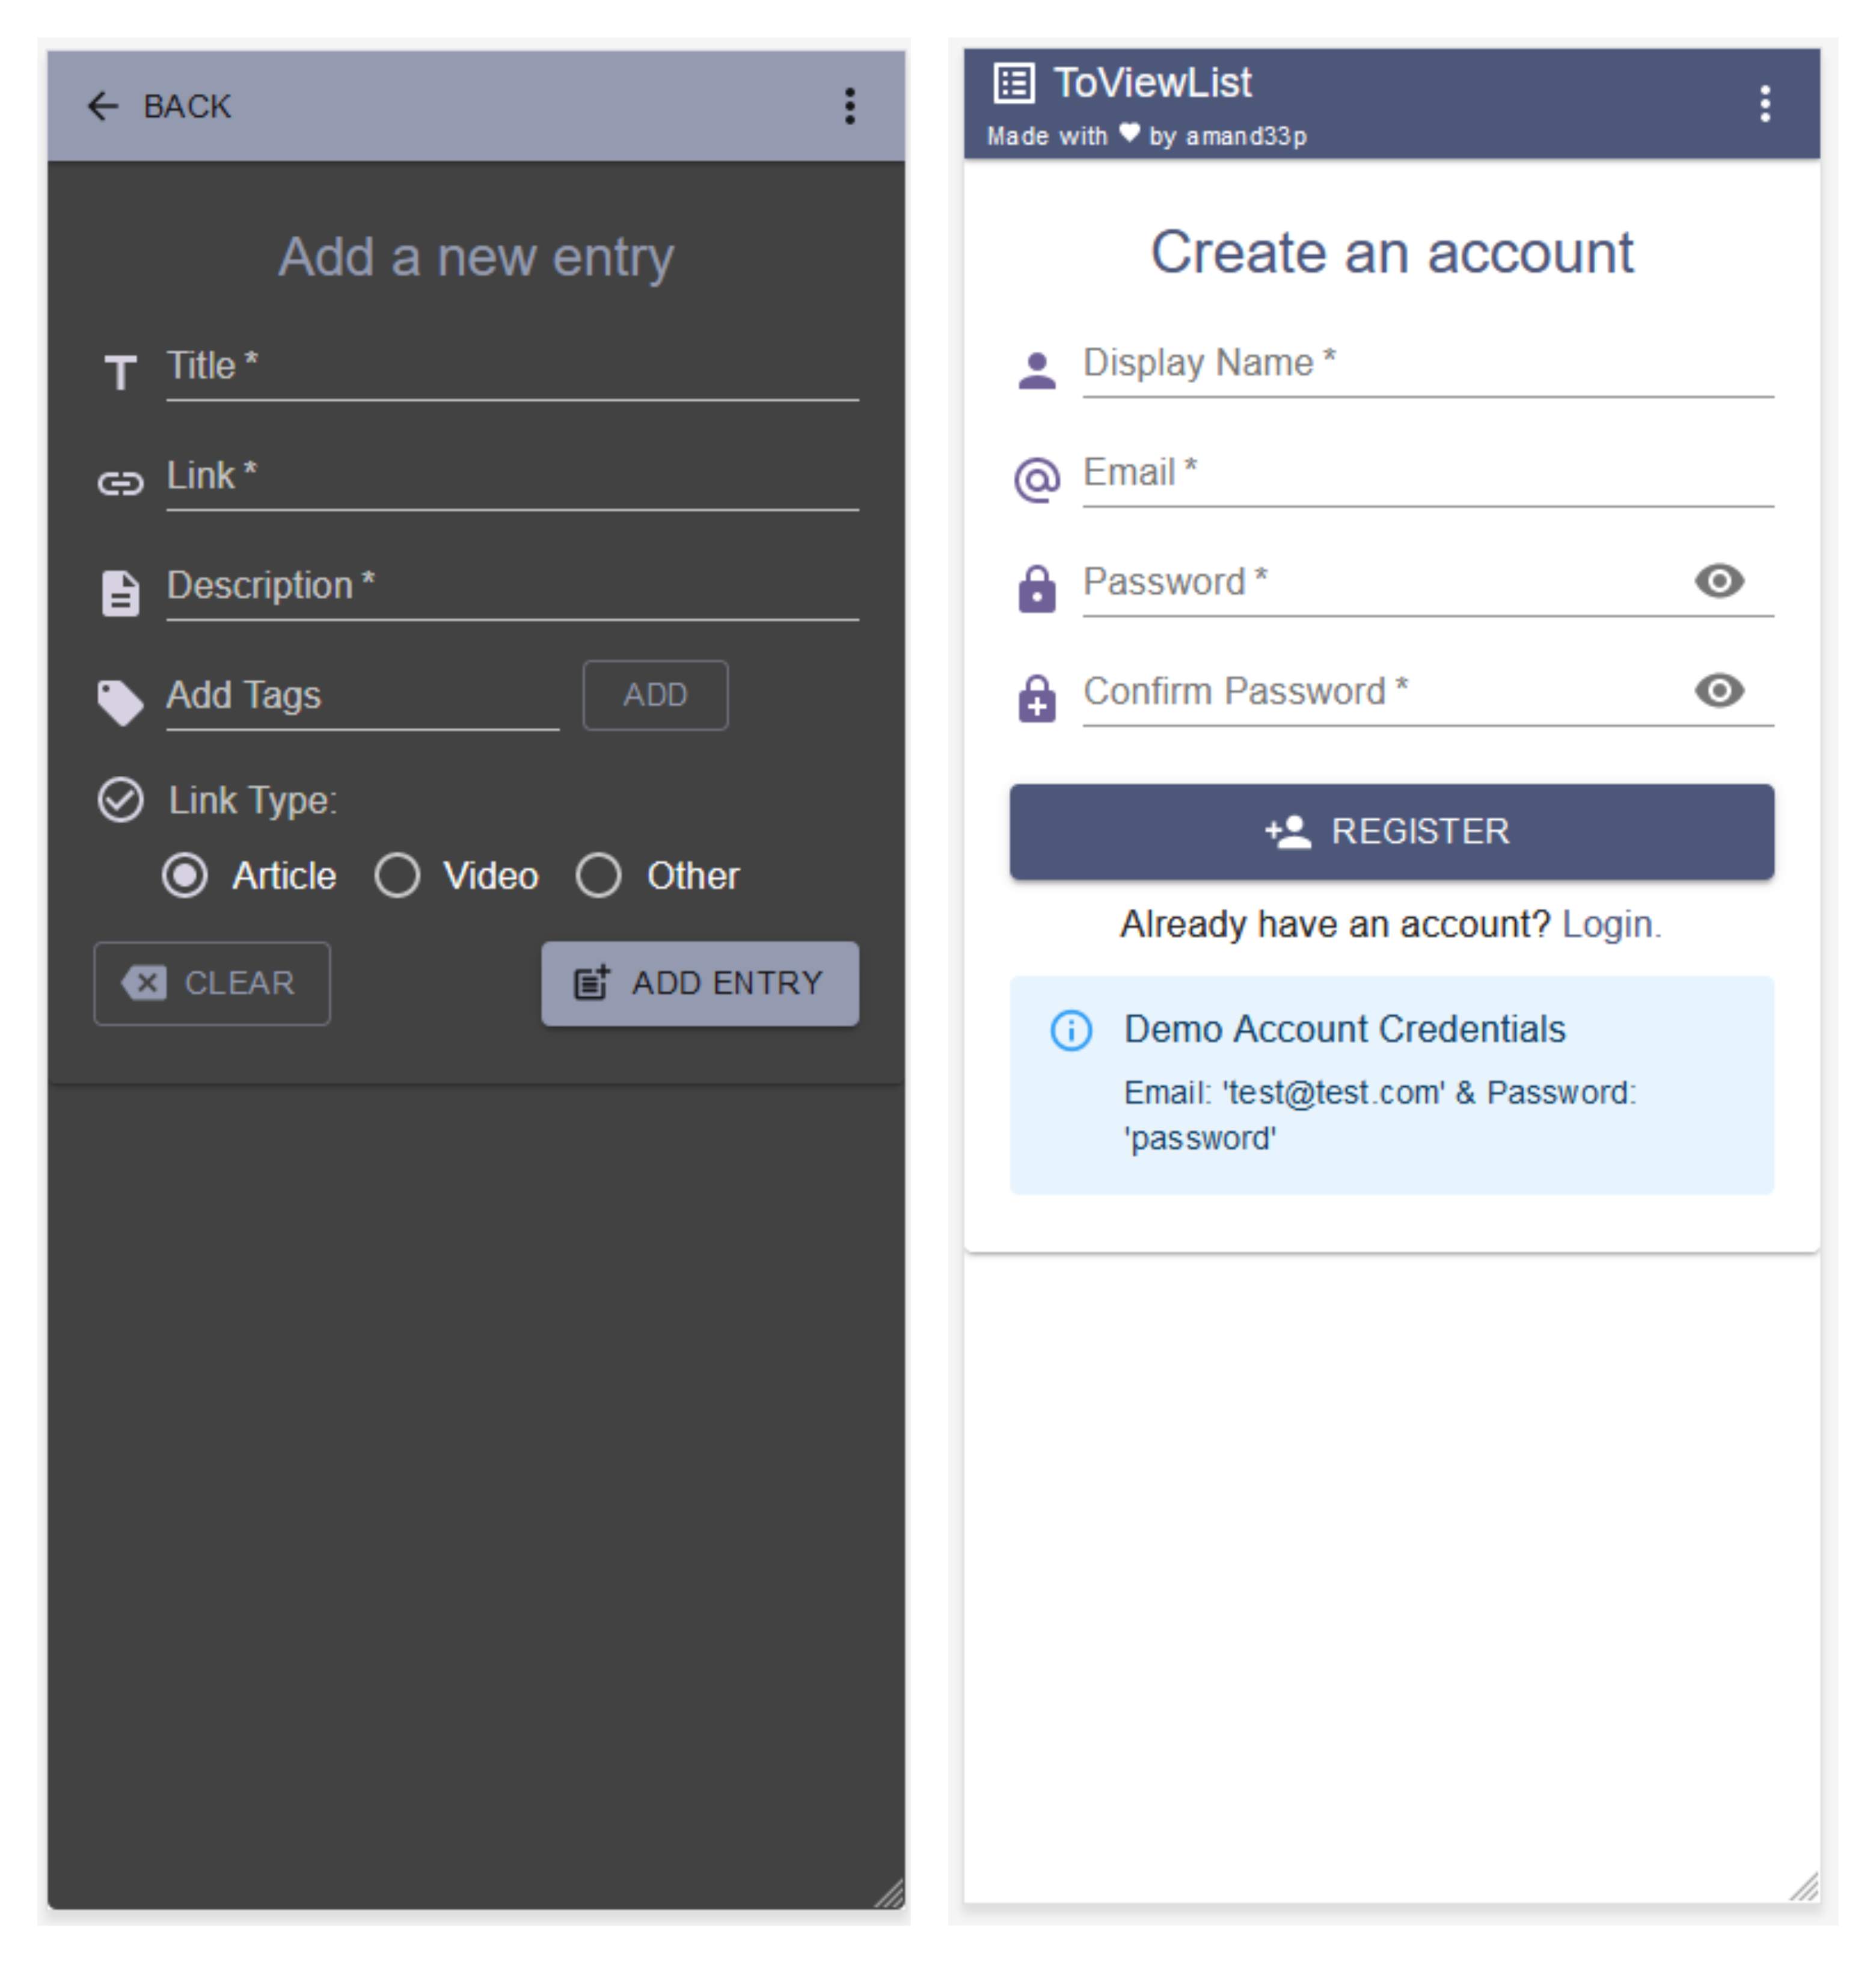 BACK
Add a new entry
Title *
Link *
Description *
Add Tags ADD
Link Type:
Article Video Other
CLEAR ADD ENTRY
ToViewList
Made with ♥ by amand33p
Create an account
Display Name *
Email *
Password *
Confirm Password *
REGISTER
Already have an account? Login.
Demo Account Credentials
Email: 'test@test.com' & Password:
'password'